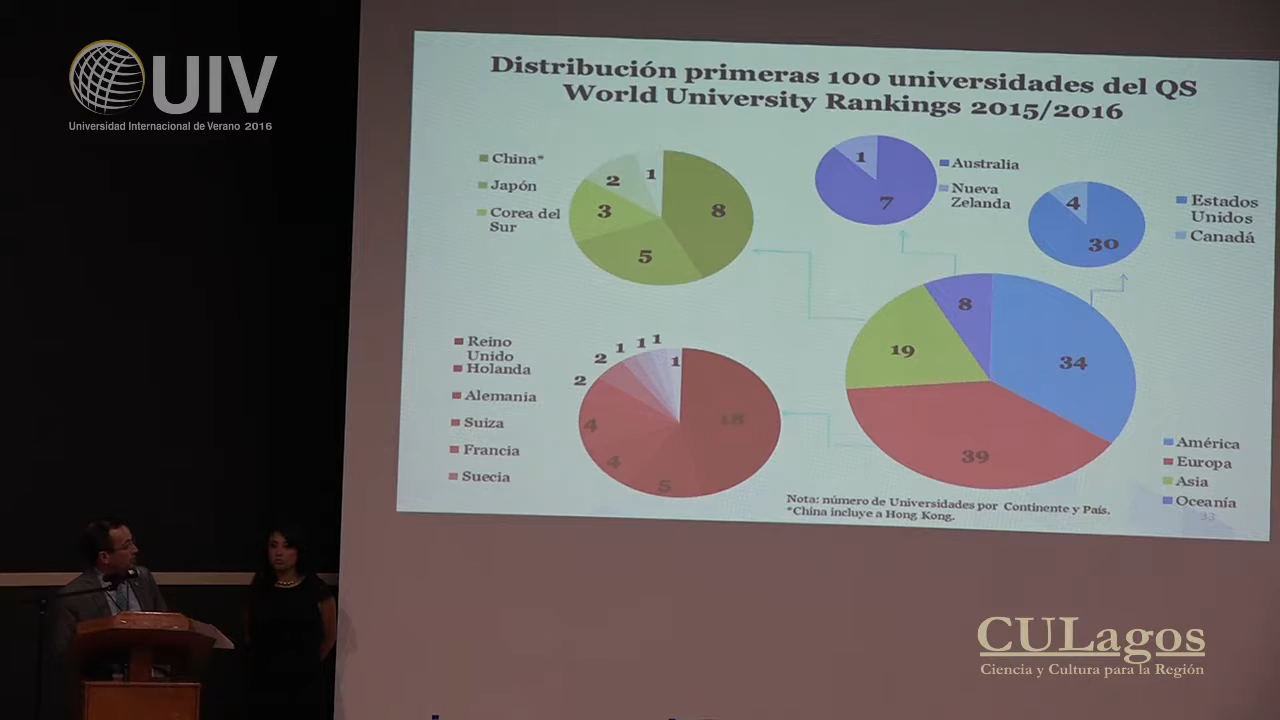 UIV
Universidad Internacional de Verano 2016
Distribución primeras 100 universidades del QS
World University Rankings 2015/2016
China*
Japón
Corea del
Sur
1
2
3
5
8
1
7
Australia
Nueva
Zelanda
4
30
Estados
Unidos
Canadá
Reino
Unido
Holanda
Alemania
Suiza
Francia
Suecia
1
1
1
1
2
2
4
4
5
18
8
19
34
39
América
Europa
Asia
Oceanía
Nota: número de Universidades por Continente y País.
*China incluye a Hong Kong.
33
CULagos
Ciencia y Cultura para la Región